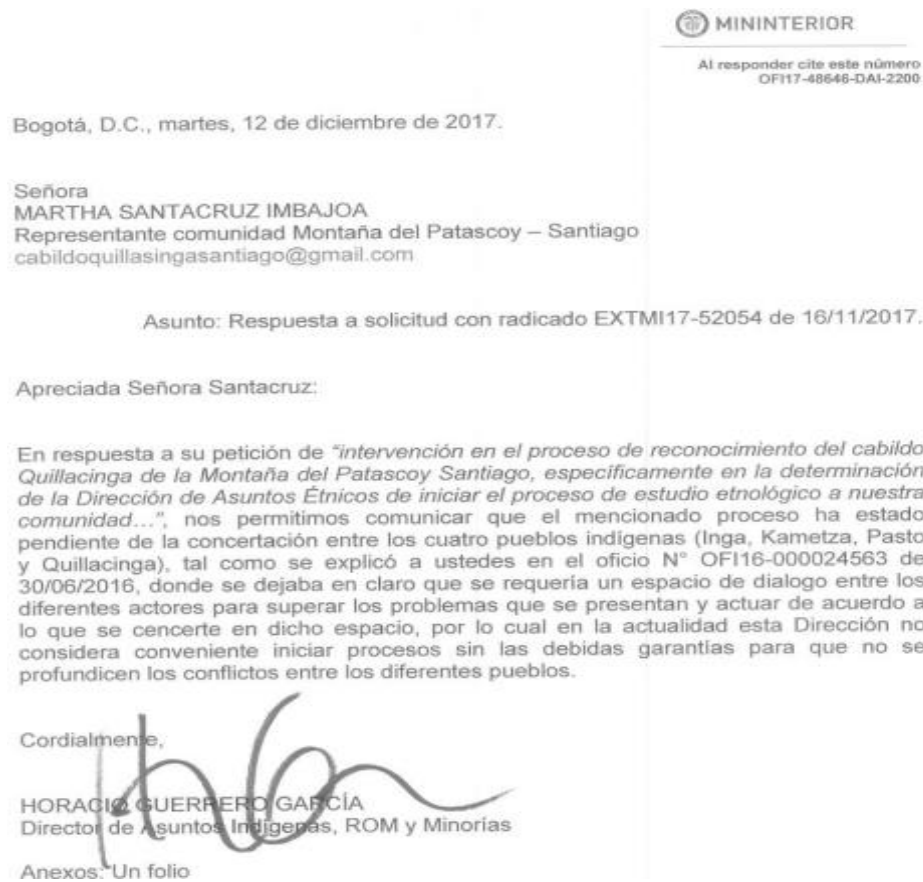 MININTERIOR
Al responder cite este número
OFI17-48646-DAI-2200
Bogotá, D.C., martes, 12 de diciembre de 2017.
Señora
MARTHA SANTACRUZ IMBAJOA
Representante comunidad Montaña del Patascoy – Santiago
cabildoquillasingasantiago@gmail.com
Asunto: Respuesta a solicitud con radicado EXTMI17-52054 de 16/11/2017.
Apreciada Señora Santacruz:
En respuesta a su petición de “intervención en el proceso de reconocimiento del cabildo
Quillacinga de la Montaña del Patascoy Santiago, específicamente en la determinación
de la Dirección de Asuntos Étnicos de iniciar el proceso de estudio etnológico a nuestra
comunidad…”, nos permitimos comunicar que el mencionado proceso ha estado
pendiente de la concertación entre los cuatro pueblos indígenas (Inga, Kametza, Pasto
y Quillacinga), tal como se explicó a ustedes en el oficio N° OFI16-000024563 de
30/06/2016, donde se dejaba en claro que se requería un espacio de dialogo entre los
diferentes actores para superar los problemas que se presentan y actuar de acuerdo a
lo que se cencerte en dicho espacio, por lo cual en la actualidad esta Dirección no
considera conveniente iniciar procesos sin las debidas garantías para que no se
profundicen los conflictos entre los diferentes pueblos.
Cordialmente,
HORACIO GUERRERO GARCÍA
Director de Asuntos Indígenas, ROM y Minorías
Anexos: Un folio